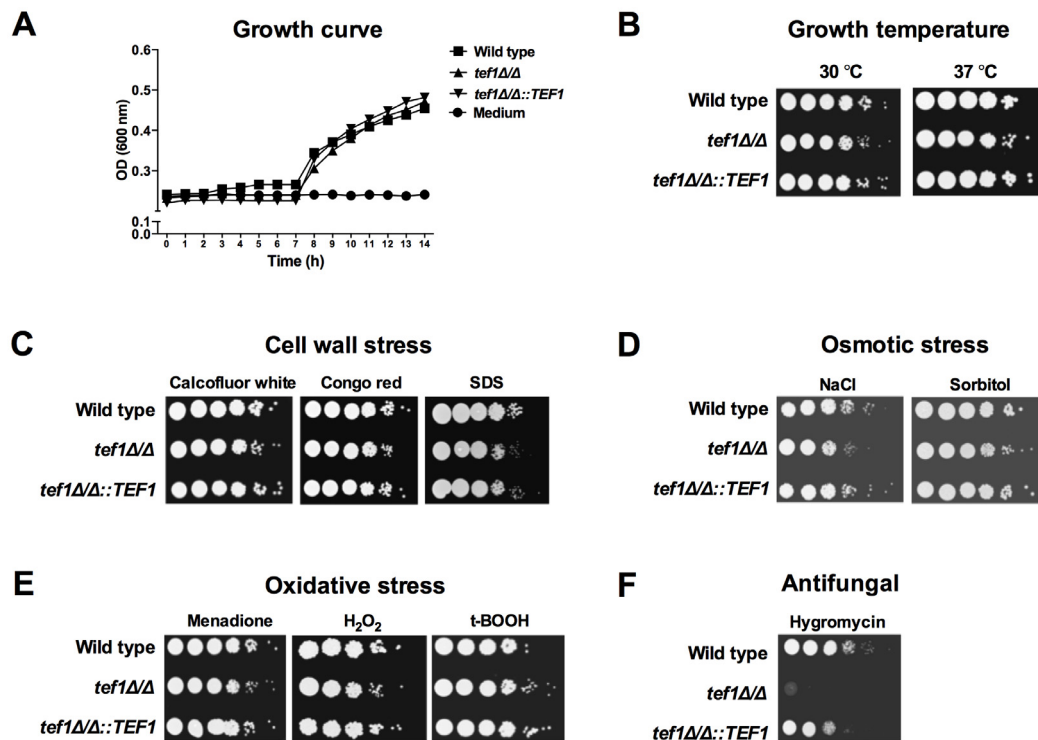 A
Growth curve
0.6
0.5
0.4
0.3
0.1
0.0
OD (600 nm)
0 1 2 3 4 5 6 7 8 9 10 11 12 13 14
Time (h)
Wild type
tef1Δ/Δ
tef1Δ/Δ::TEF1
Medium
B
Growth temperature
30 °C 37 °C
Wild type
tef1Δ/Δ
tef1Δ/Δ::TEF1
C
Cell wall stress
Calcofluor white Congo red SDS
Wild type
tef1Δ/Δ
tef1Δ/Δ::TEF1
D
Osmotic stress
NaCl Sorbitol
Wild type
tef1Δ/Δ
tef1Δ/Δ::TEF1
E
Oxidative stress
Menadione H₂O₂ t-BOOH
Wild type
tef1Δ/Δ
tef1Δ/Δ::TEF1
F
Antifungal
Hygromycin
Wild type
tef1Δ/Δ
tef1Δ/Δ::TEF1